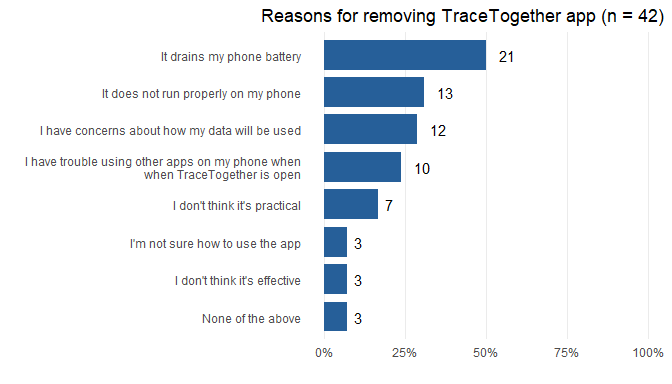 Reasons for removing TraceTogether app (n = 42)
It drains my phone battery
21
It does not run properly on my phone
13
I have concerns about how my data will be used
12
I have trouble using other apps on my phone when
when TraceTogether is open
10
I don't think it's practical
7
I'm not sure how to use the app
3
I don't think it's effective
3
None of the above
3
0% 25% 50% 75% 100%